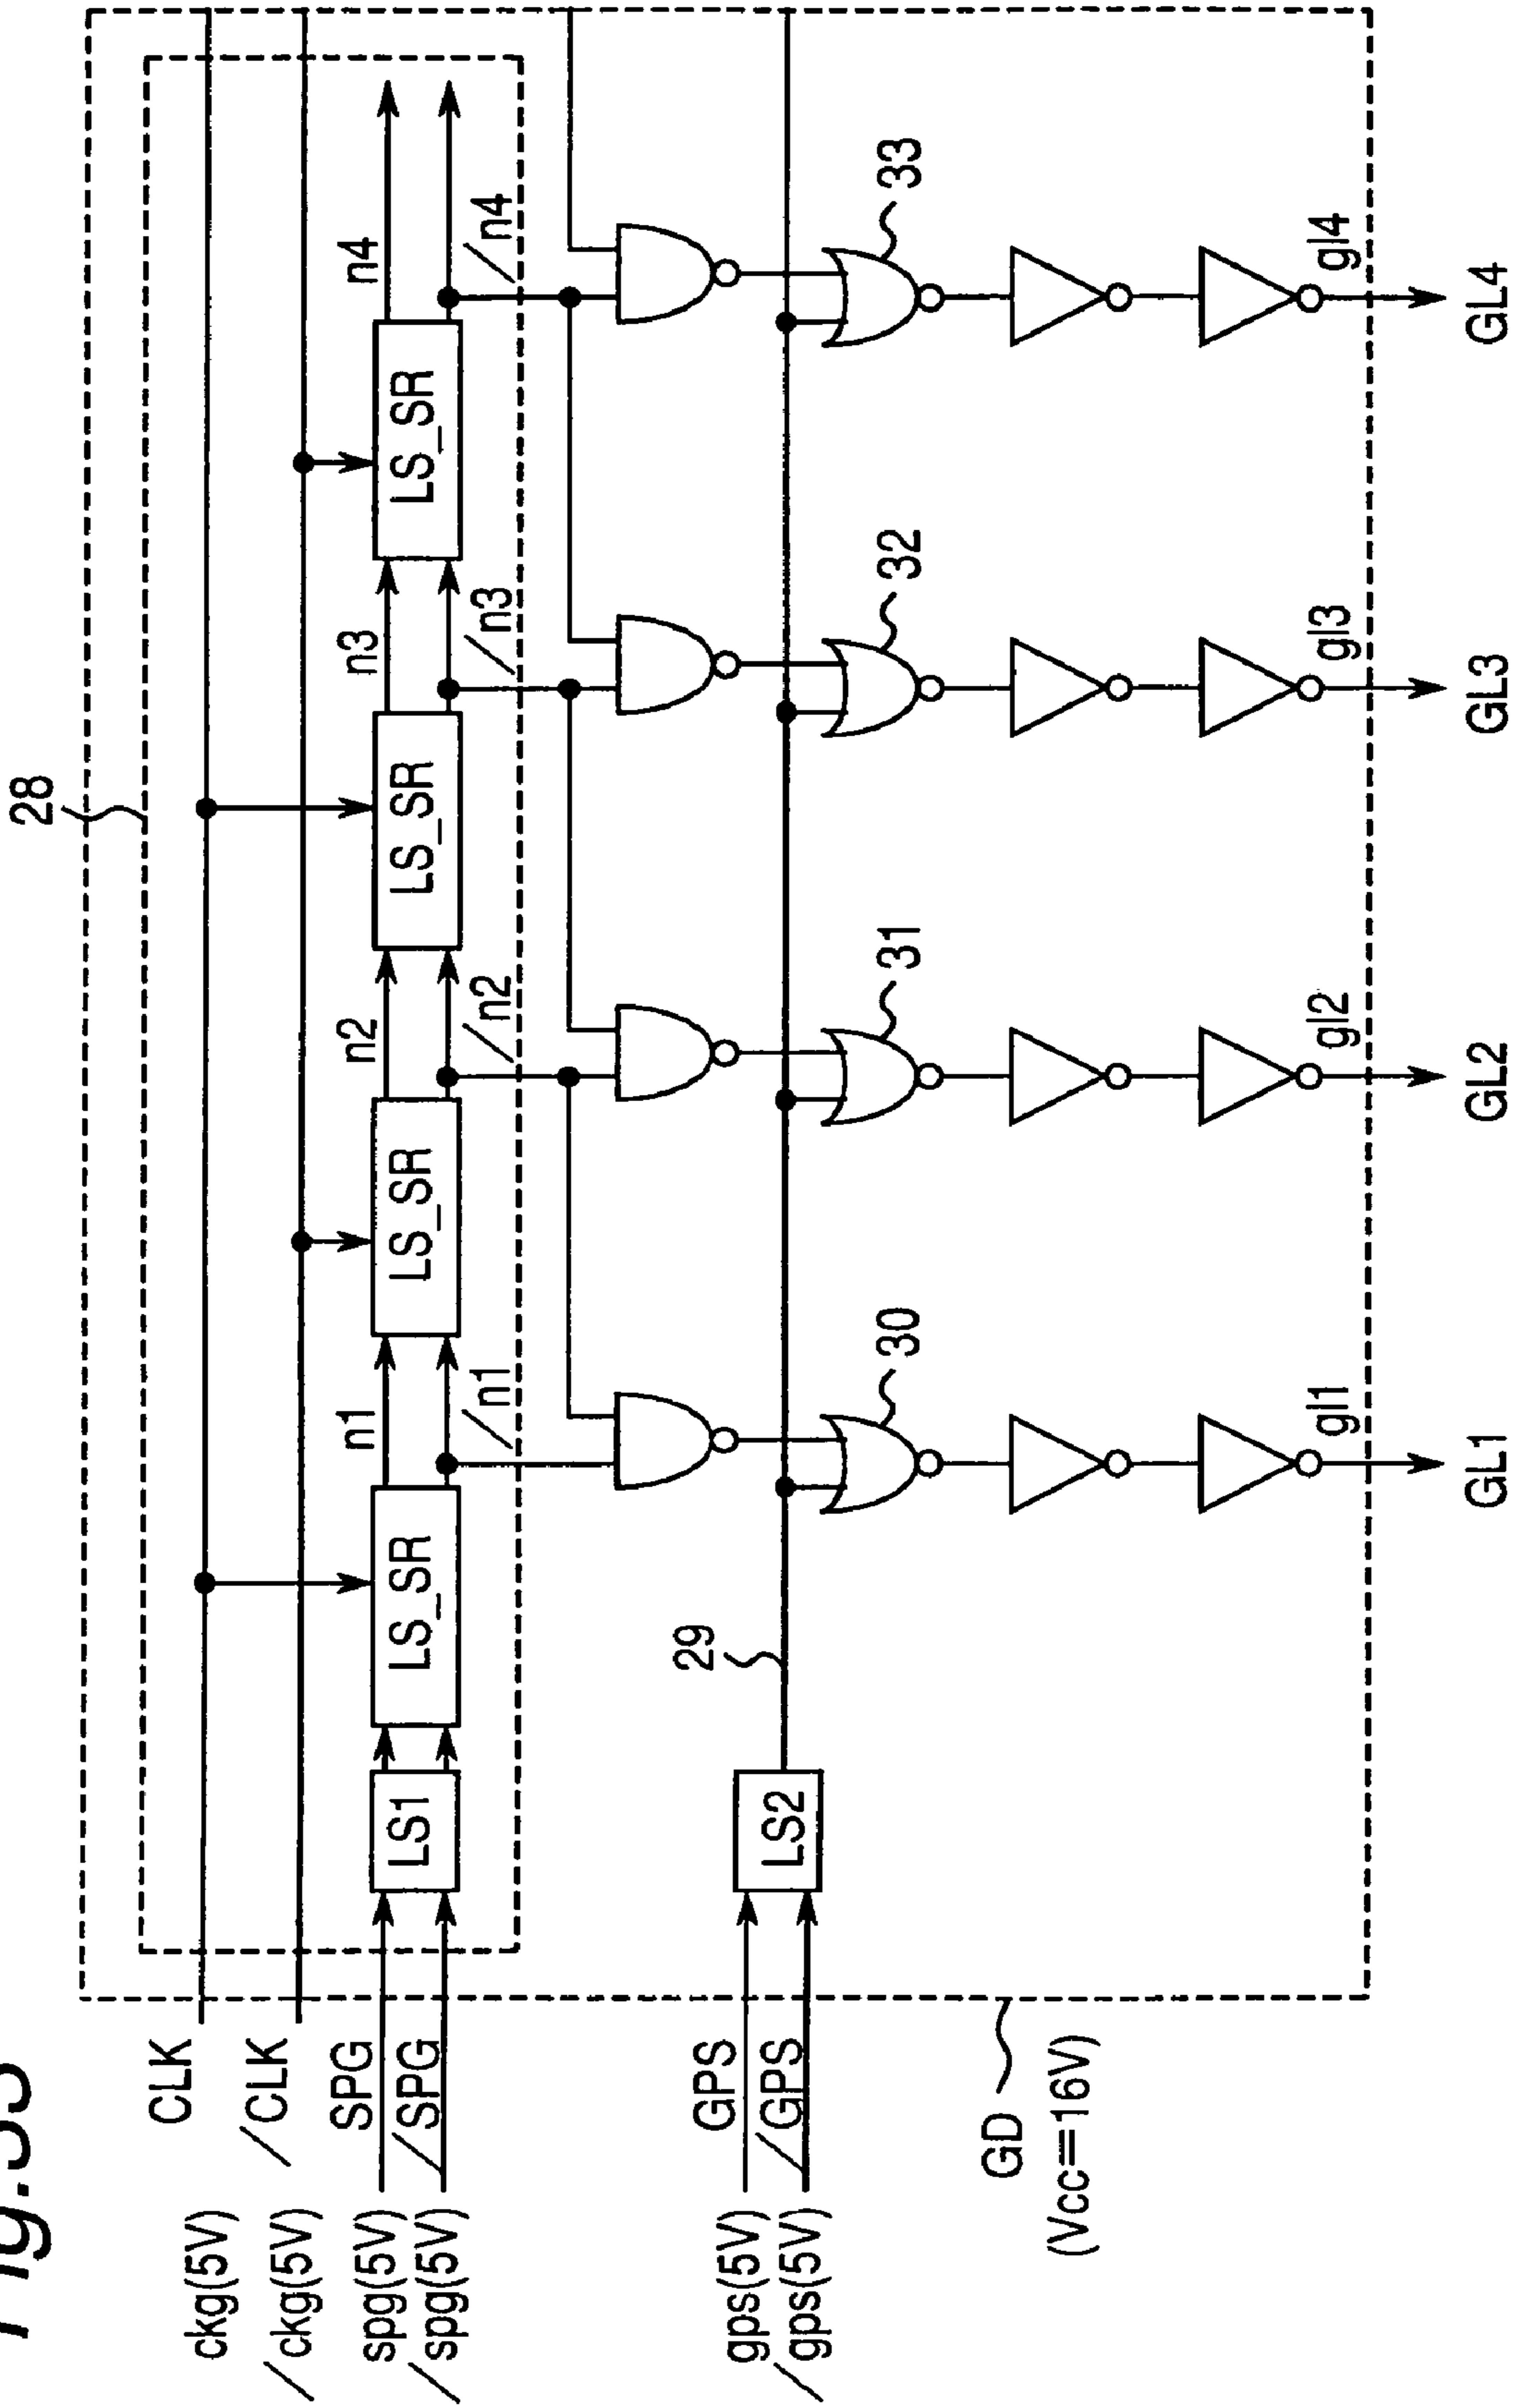 Fig.33
28
CLK
ckg(5V)
/CLK
/ckg(5V)
SPG
spg(5V)
/SPG
/spg(5V)
LS1
LS_SR
n1
/n1
LS_SR
n2
/n2
LS_SR
n3
/n3
LS_SR
n4
/n4
GPS
gps(5V)
/GPS
/gps(5V)
LS2
29
30
31
32
33
GD
(Vcc=16V)
gl1
gl2
gl3
gl4
GL1
GL2
GL3
GL4